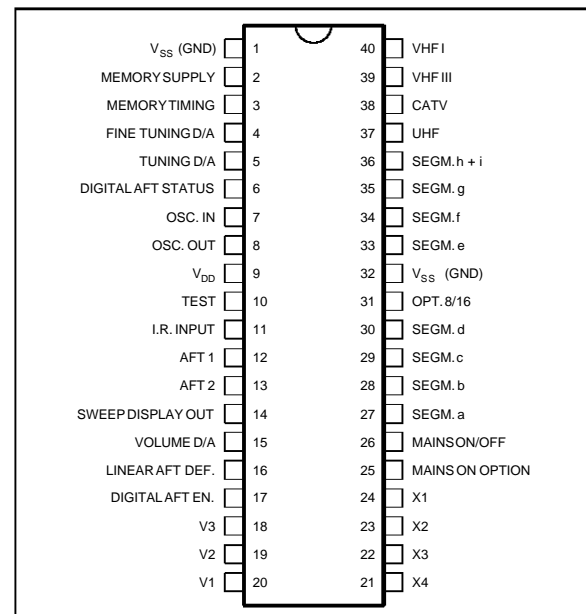 V_SS (GND) 1 40 VHF I
MEMORY SUPPLY 2 39 VHF III
MEMORY TIMING 3 38 CATV
FINE TUNING D/A 4 37 UHF
TUNING D/A 5 36 SEGM. h + i
DIGITAL AFT STATUS 6 35 SEGM. g
OSC. IN 7 34 SEGM. f
OSC. OUT 8 33 SEGM. e
V_DD 9 32 V_SS (GND)
TEST 10 31 OPT. 8/16
I.R. INPUT 11 30 SEGM. d
AFT 1 12 29 SEGM. c
AFT 2 13 28 SEGM. b
SWEEP DISPLAY OUT 14 27 SEGM. a
VOLUME D/A 15 26 MAINS ON/OFF
LINEAR AFT DEF. 16 25 MAINS ON OPTION
DIGITAL AFT EN. 17 24 X1
V3 18 23 X2
V2 19 22 X3
V1 20 21 X4